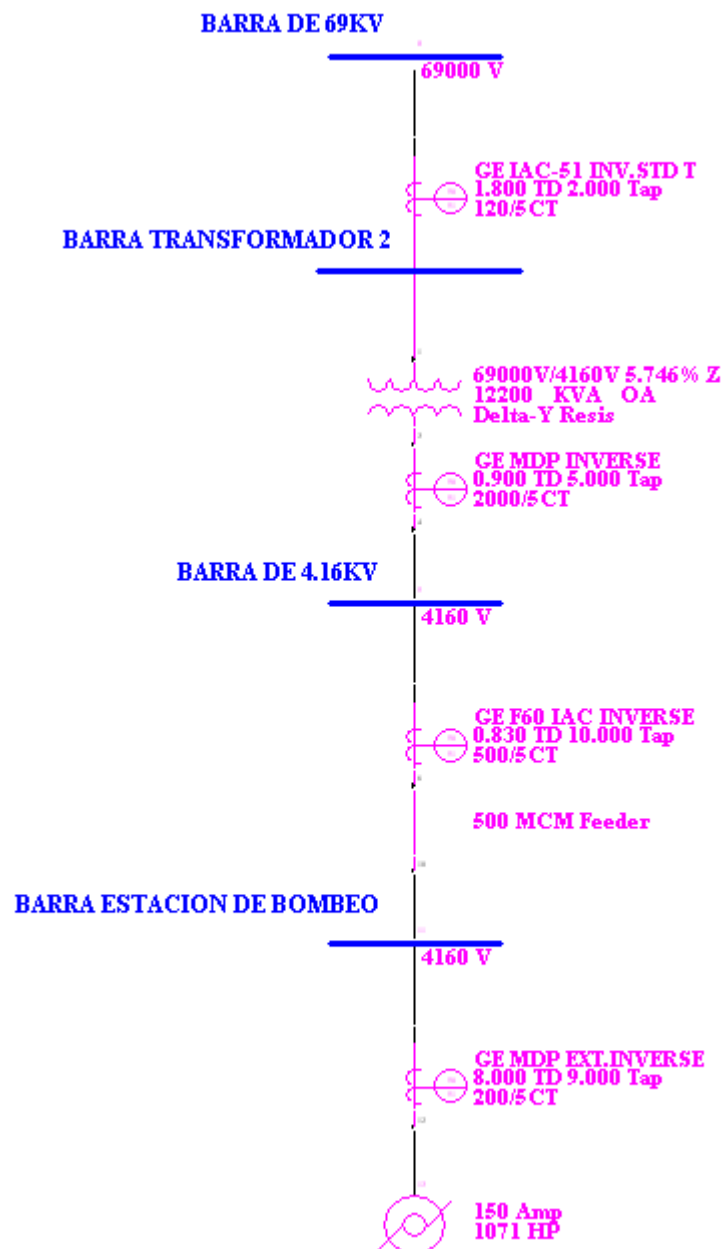 BARRA DE 69KV
69000 V
GE IAC-51 INV.STD T
1.800 TD 2.000 Tap
120/5CT
BARRA TRANSFORMADOR 2
69000V/4160V 5.746% Z
12200 KVA OA
Delta-Y Resis
GE MDP INVERSE
0.900 TD 5.000 Tap
2000/5CT
BARRA DE 4.16KV
4160 V
GE F60 IAC INVERSE
0.830 TD 10.000 Tap
500/5CT
500 MCM Feeder
BARRA ESTACION DE BOMBEO
4160 V
GE MDP EXT.INVERSE
8.000 TD 9.000 Tap
200/5CT
150 Amp
1071 HP